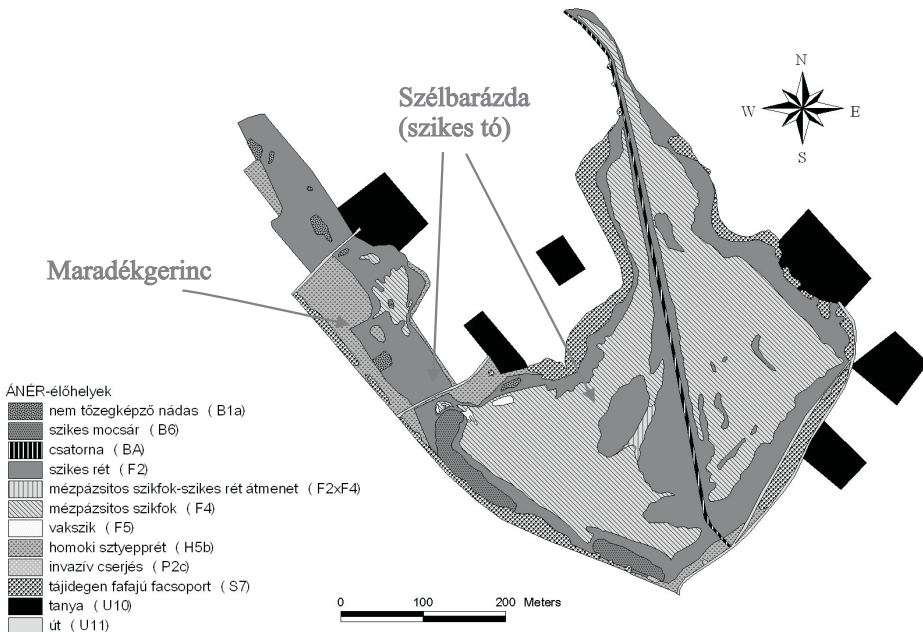 Szélbarázda
(szikes tó)
N
W E
S
Maradékgerinc
ÁNÉR-élőhelyek
nem tőzegképző nádas ( B1a)
szikes mocsár ( B6)
csatorna ( BA)
szikes rét ( F2)
mézpázsitos szikfok-szikes rét átmenet ( F2xF4)
mézpázsitos szikfok ( F4)
vakszik ( F5)
homoki sztyepprét ( H5b)
invazív cserjés ( P2c)
tájidegen fafajú facsoport ( S7)
tanya ( U10)
út ( U11)
0 100 200 Meters